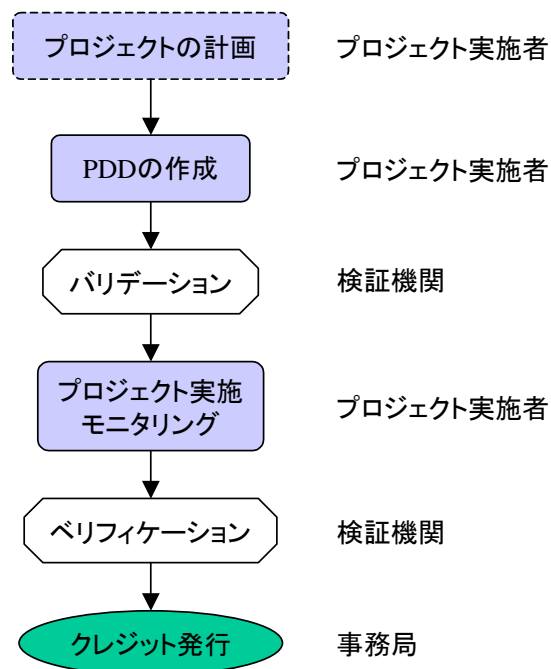 プロジェクトの計画 プロジェクト実施者
PDDの作成 プロジェクト実施者
バリデーション 検証機関
プロジェクト実施
モニタリング
プロジェクト実施者
ベリフィケーション 検証機関
クレジット発行 事務局